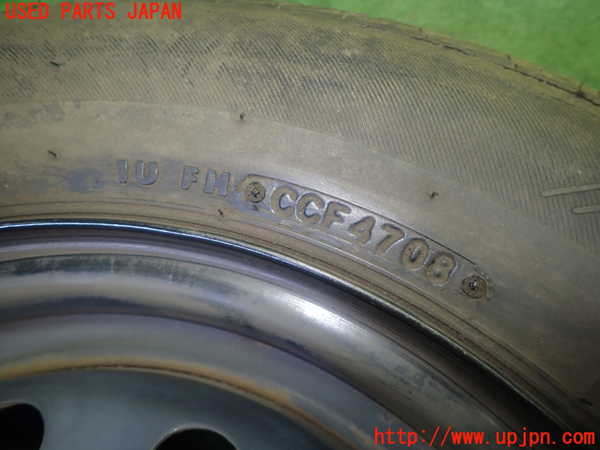 USED PARTS JAPAN
1U FH CCF4708
http://www.upjpn.com/